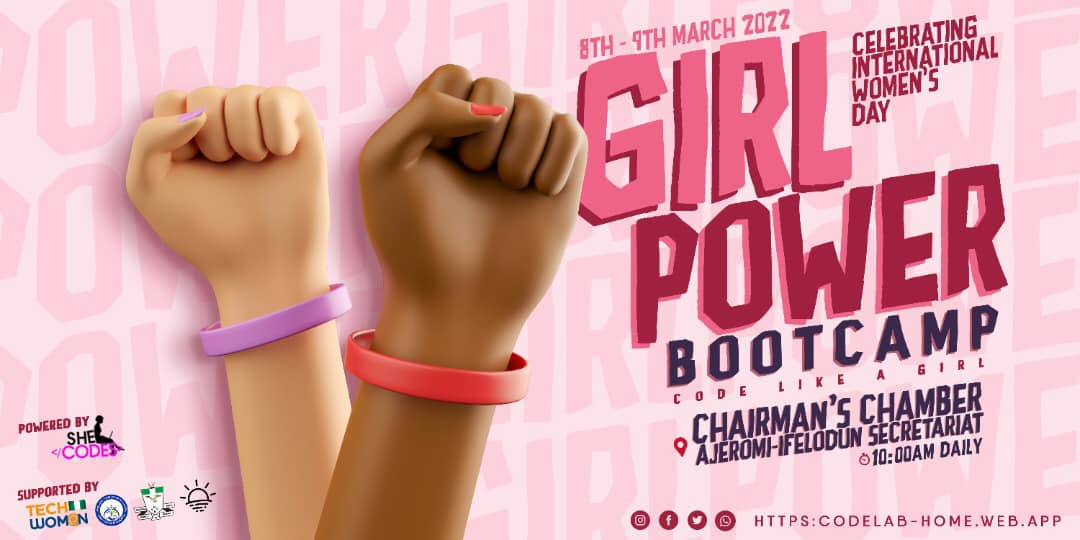 8TH - 9TH MARCH 2022
GIRL
POWER
CELEBRATING
INTERNATIONAL
WOMEN'S
DAY
BOOTCAMP
CODE LIKE A GIRL
CHAIRMAN'S CHAMBER
AJEROMI-IFELODUN SECRETARIAT
10:00AM DAILY
POWERED BY
SHE
</CODES
SUPPORTED BY
TECH
WOMEN
HTTPS:CODELAB-HOME.WEB.APP